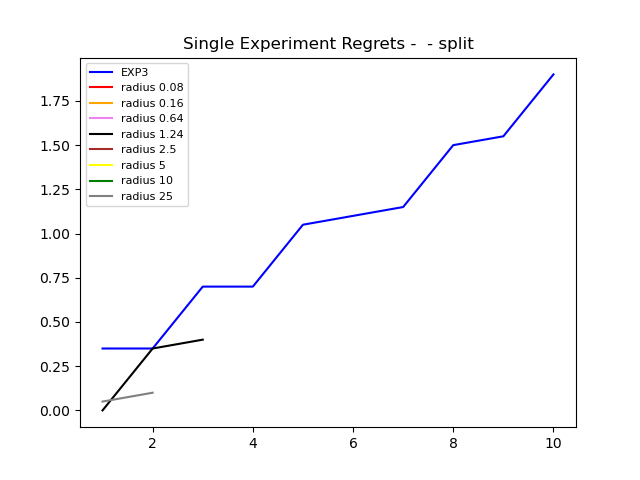 Single Experiment Regrets -  - split
EXP3
radius 0.08
radius 0.16
radius 0.64
radius 1.24
radius 2.5
radius 5
radius 10
radius 25
1.75
1.50
1.25
1.00
0.75
0.50
0.25
0.00
2 4 6 8 10